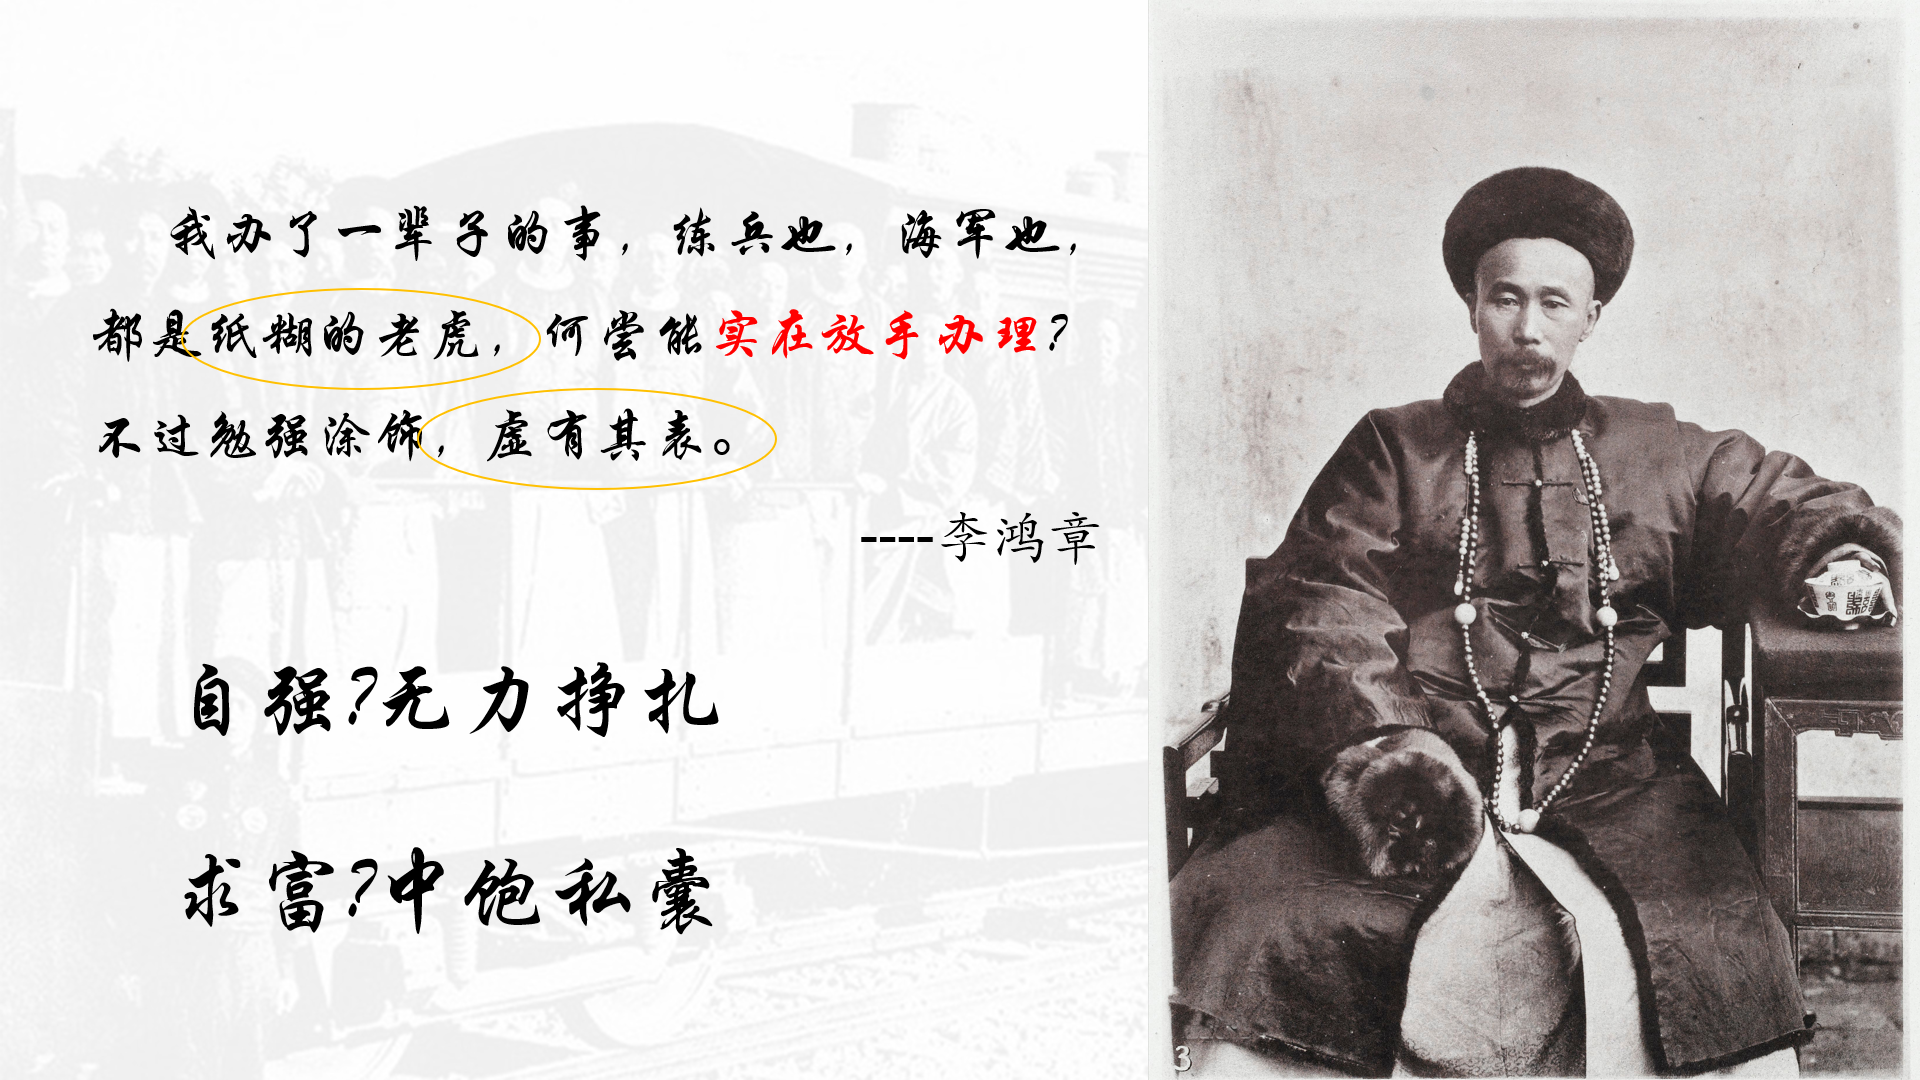 我办了一辈子的事，练兵也，海军也，
都是纸糊的老虎，何尝能实在放手办理？
不过勉强涂饰，虚有其表。
----李鸿章
自强?无力挣扎
求富?中饱私囊
3